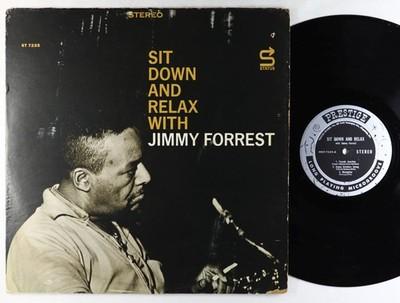 STEREO
ST 7235
S
STATUS
SIT
DOWN
AND
RELAX
WITH
JIMMY FORREST
PRESTIGE
SIT DOWN AND RELAX
with Jimmy Forrest
STEREO
LONG PLAYING MICROGROOVE